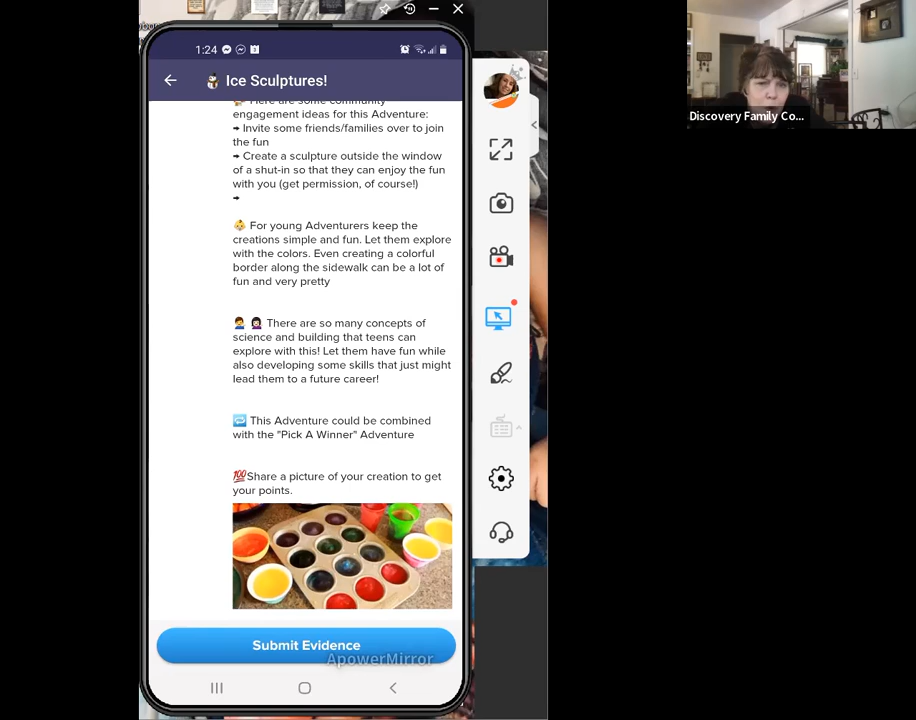 1:24
Ice Sculptures!
Here are some community
engagement ideas for this Adventure:
Invite some friends/families over to join
the fun
Create a sculpture outside the window
of a shut-in so that they can enjoy the fun
with you (get permission, of course!)
For young Adventurers keep the
creations simple and fun. Let them explore
with the colors. Even creating a colorful
border along the sidewalk can be a lot of
fun and very pretty
There are so many concepts of
science and building that teens can
explore with this! Let them have fun while
also developing some skills that just might
lead them to a future career!
This Adventure could be combined
with the "Pick A Winner" Adventure
💯Share a picture of your creation to get
your points.
Submit Evidence
ApowerMirror
Discovery Family Co...